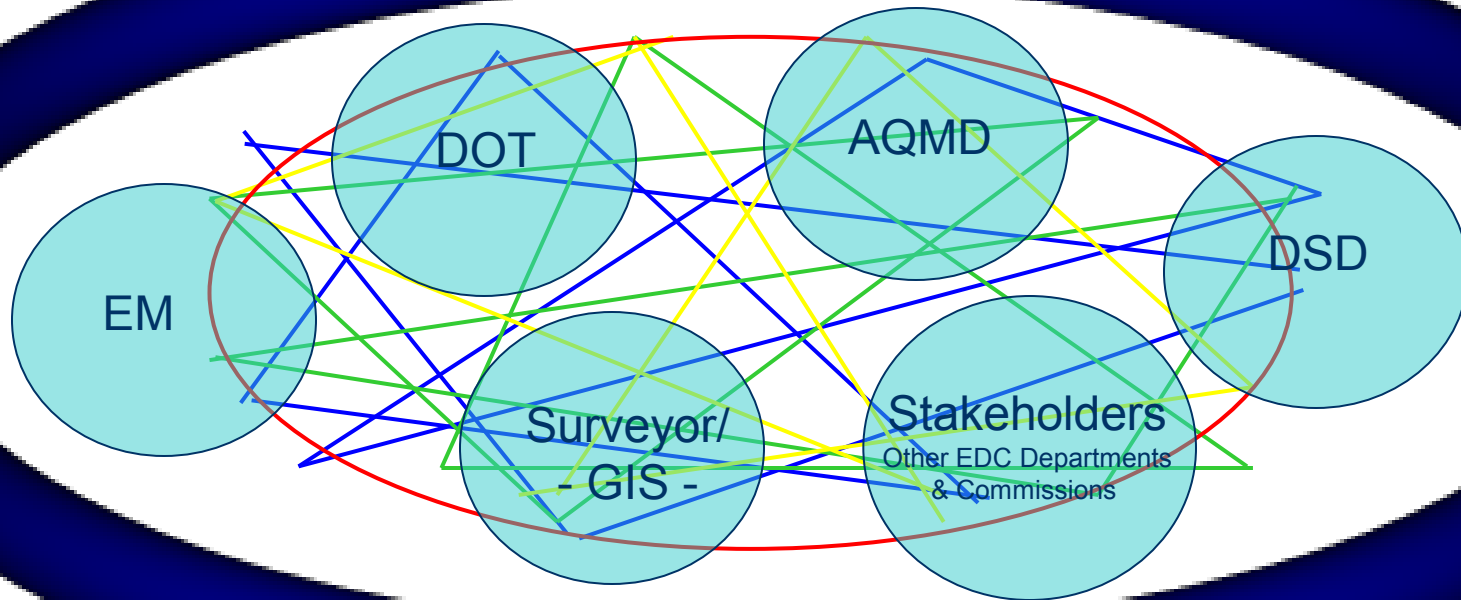 DOT
AQMD
DSD
EM
Surveyor/
- GIS -
Stakeholders
Other EDC Departments
& Commissions